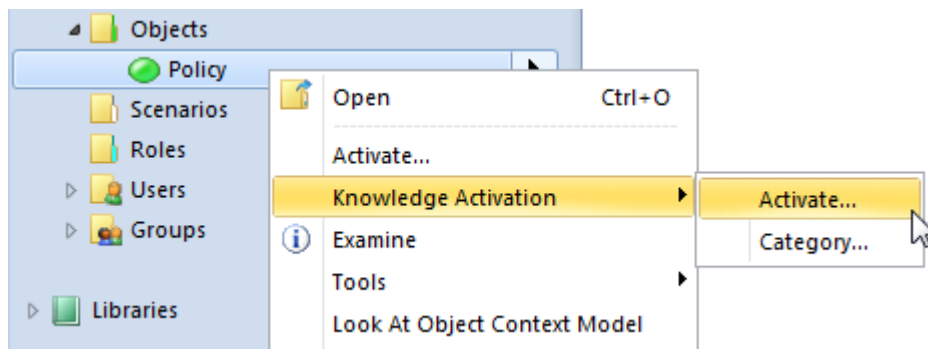 Objects
Policy
Scenarios
Roles
Users
Groups
Libraries
Open Ctrl+O
Activate...
Knowledge Activation
Examine
Tools
Look At Object Context Model
Activate...
Category...